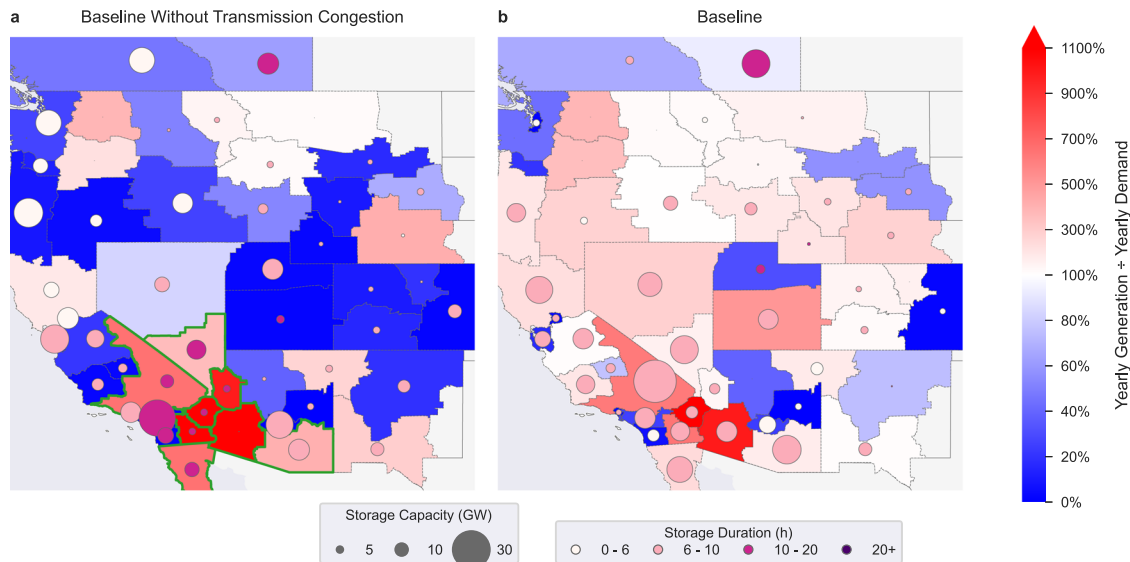 a Baseline Without Transmission Congestion
b Baseline
1100%
900%
700%
500%
300%
100%
80%
60%
40%
20%
0%
Yearly Generation ÷ Yearly Demand
Storage Capacity (GW)
5 10 30
Storage Duration (h)
0 - 6 6 - 10 10 - 20 20+